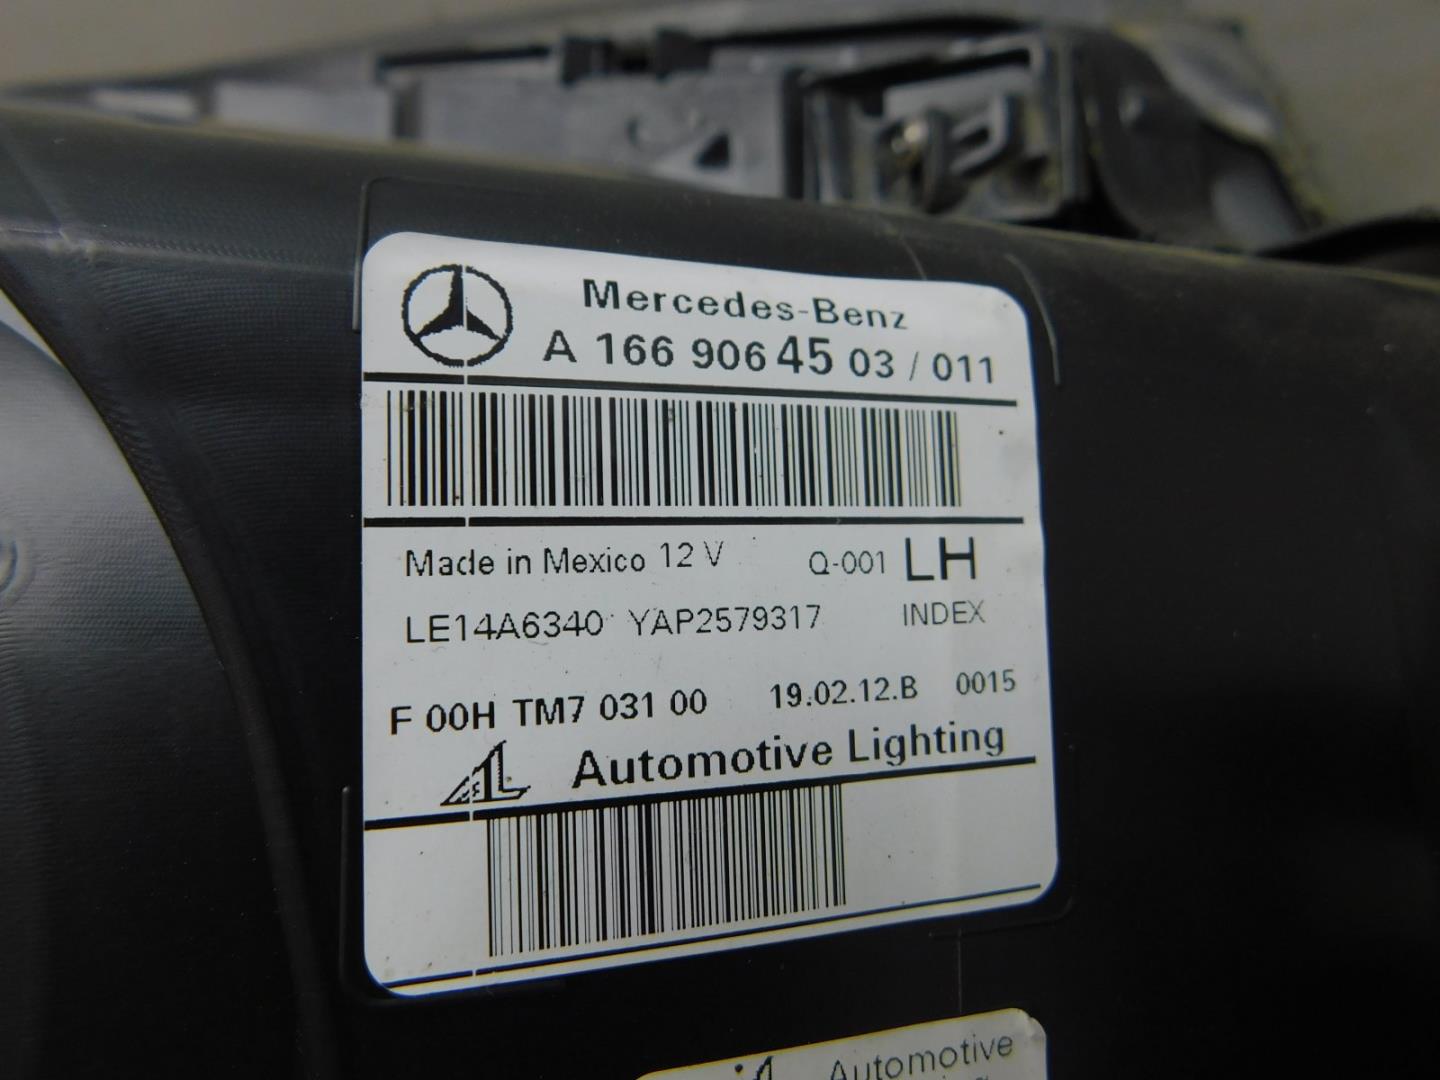 Mercedes-Benz
A 166 906 45 03 / 011
Made in Mexico 12 V Q-001 LH
LE14A6340 YAP2579317 INDEX
F 00H TM7 031 00 19.02.12.B 0015
AL Automotive Lighting
Automotive